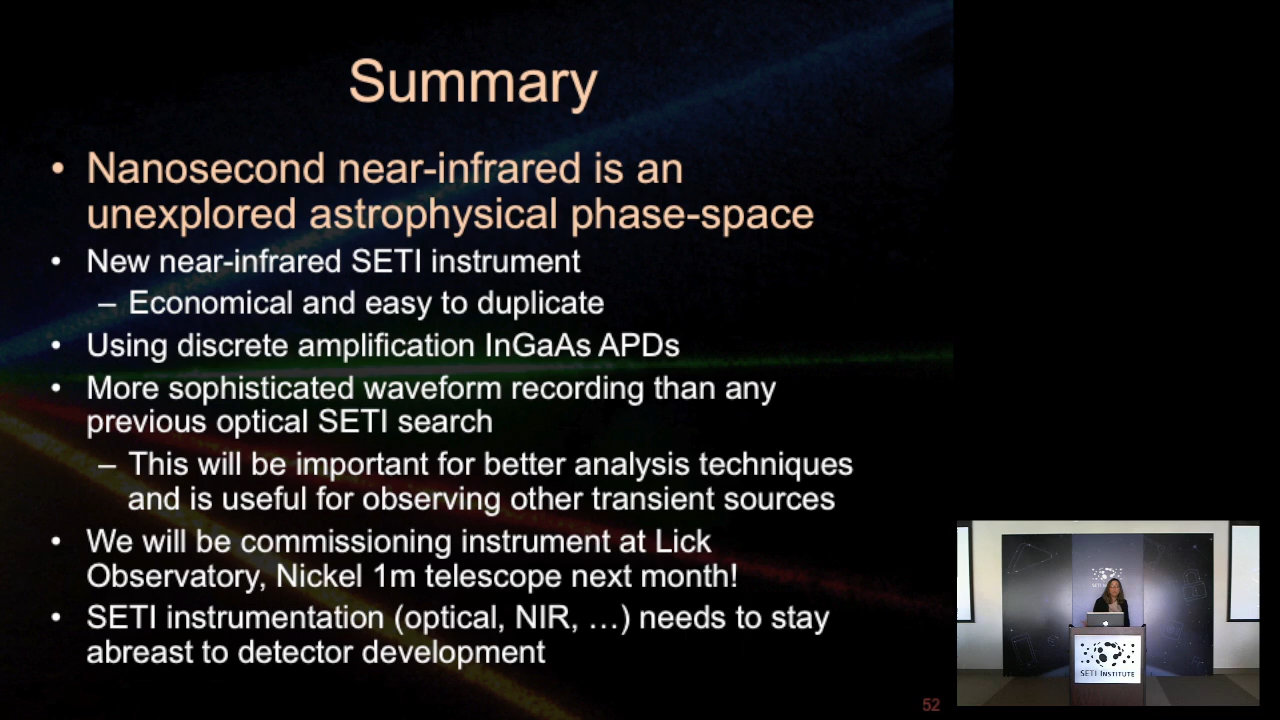 Summary
• Nanosecond near-infrared is an
unexplored astrophysical phase-space
• New near-infrared SETI instrument
– Economical and easy to duplicate
• Using discrete amplification InGaAs APDs
• More sophisticated waveform recording than any
previous optical SETI search
– This will be important for better analysis techniques
and is useful for observing other transient sources
• We will be commissioning instrument at Lick
Observatory, Nickel 1m telescope next month!
• SETI instrumentation (optical, NIR, …) needs to stay
abreast to detector development
52
SETI INSTITUTE